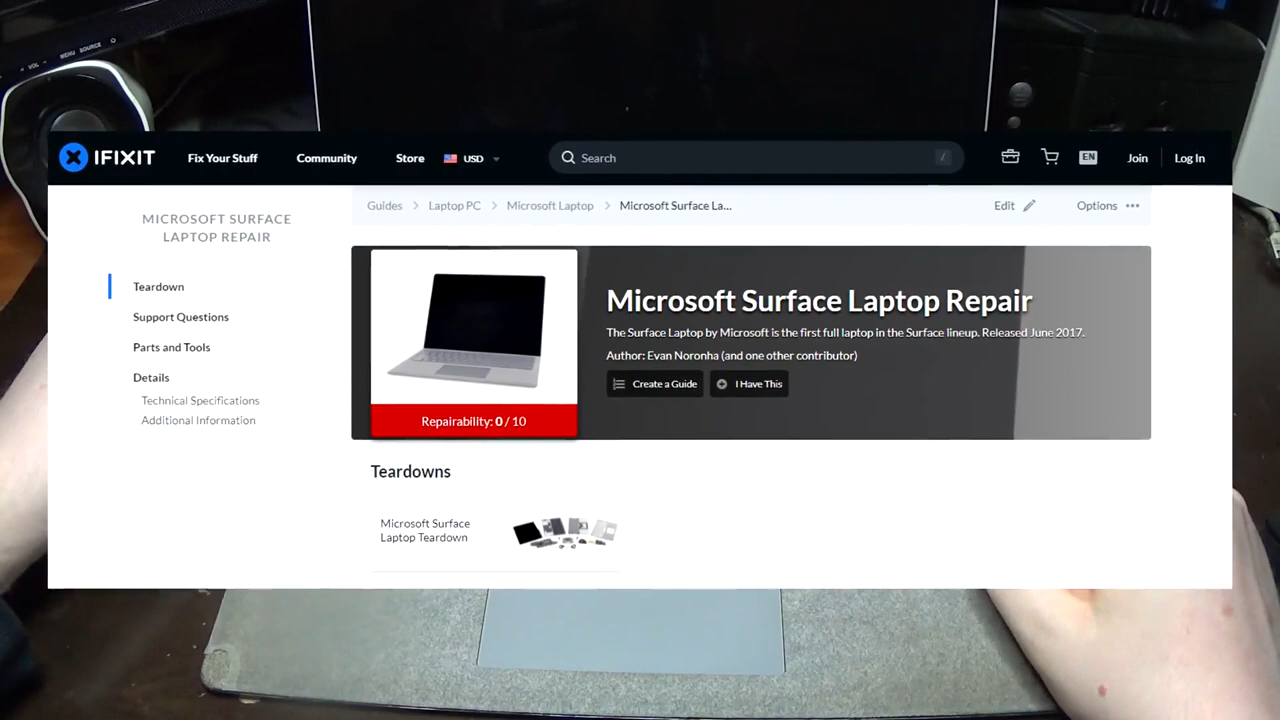 VOL
MENU SOURCE
IFIXIT
Fix Your Stuff
Community
Store
USD
Search
/
EN
Join
Log In
MICROSOFT SURFACE
LAPTOP REPAIR
Teardown
Support Questions
Parts and Tools
Details
Technical Specifications
Additional Information
Guides > Laptop PC > Microsoft Laptop > Microsoft Surface La...
Edit
Options
Repairability: 0 / 10
Microsoft Surface Laptop Repair
The Surface Laptop by Microsoft is the first full laptop in the Surface lineup. Released June 2017.
Author: Evan Noronha (and one other contributor)
Create a Guide
I Have This
Teardowns
Microsoft Surface
Laptop Teardown